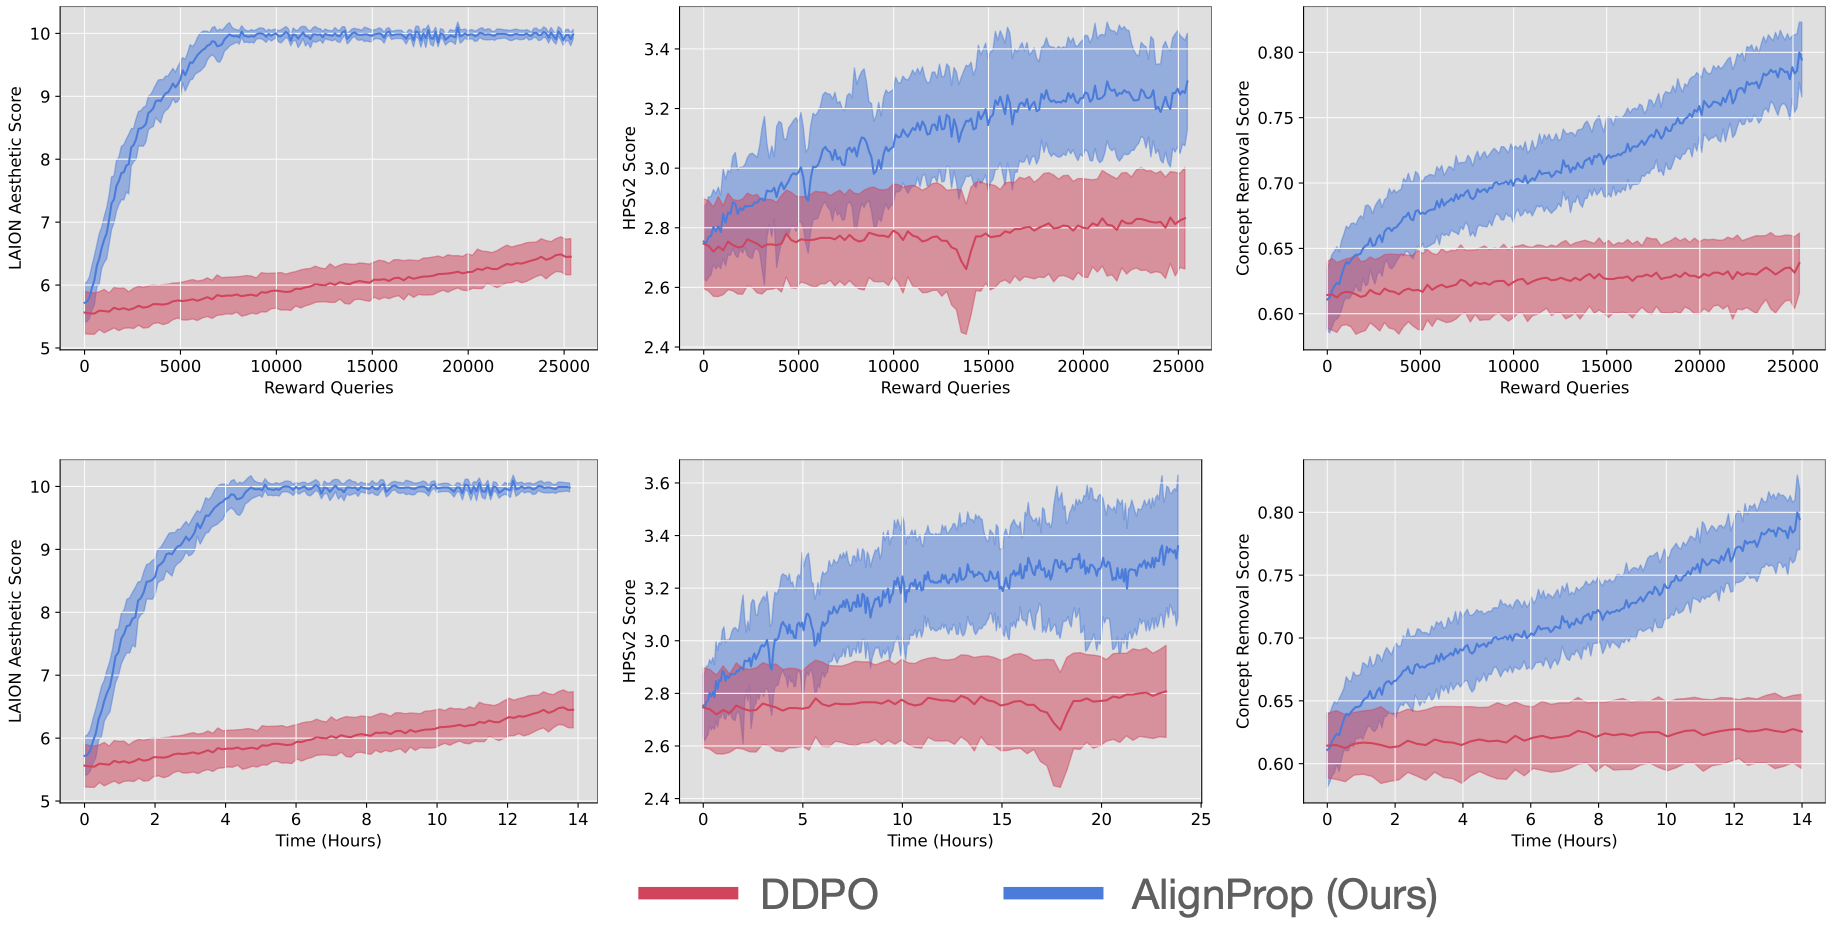 LAION Aesthetic Score
10
9
8
7
6
5
0 5000 10000 15000 20000 25000
Reward Queries
HPSv2 Score
3.4
3.2
3.0
2.8
2.6
2.4
0 5000 10000 15000 20000 25000
Reward Queries
Concept Removal Score
0.80
0.75
0.70
0.65
0.60
0 5000 10000 15000 20000 25000
Reward Queries
LAION Aesthetic Score
10
9
8
7
6
5
0 2 4 6 8 10 12 14
Time (Hours)
HPSv2 Score
3.6
3.4
3.2
3.0
2.8
2.6
2.4
0 5 10 15 20 25
Time (Hours)
Concept Removal Score
0.80
0.75
0.70
0.65
0.60
0 2 4 6 8 10 12 14
Time (Hours)
DDPO AlignProp (Ours)